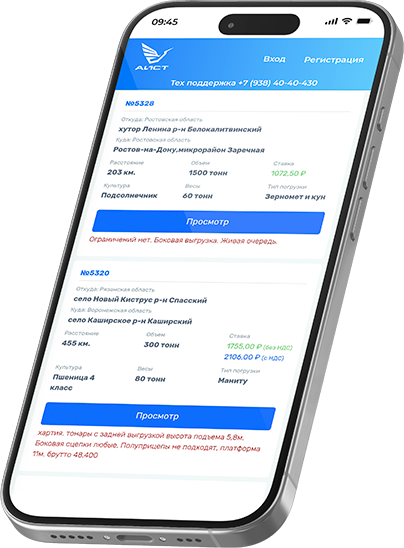 09:45
АИСТ
Вход Регистрация
Тех поддержка +7 (938) 40-40-430
№5328
Откуда: Ростовская область
хутор Ленина р-н Белокалитвинский
Куда: Ростовская область
Ростов-на-Дону,микрорайон Заречная
Расстояние Объем Ставка
203 км. 1500 тонн 1072,50 ₽
Культура Весы Тип погрузки
Подсолнечник 60 тонн Зерномет и кун
Просмотр
Ограничений нет. Боковая выгрузка. Живая очередь.
№5320
Откуда: Рязанская область
село Новый Киструс р-н Спасский
Куда: Воронежская область
село Каширское р-н Каширский
Расстояние Объем Ставка
455 км. 300 тонн 1755,00 ₽ (без НДС)
2106,00 ₽ (с НДС)
Культура Весы Тип погрузки
Пшеница 4 80 тонн Маниту
класс
Просмотр
хартия, тонары с задней выгрузкой высота подъема 5,8м,
Боковая сцепки любые. Полуприцепы не подходят, платформа
11м, брутто 48,400